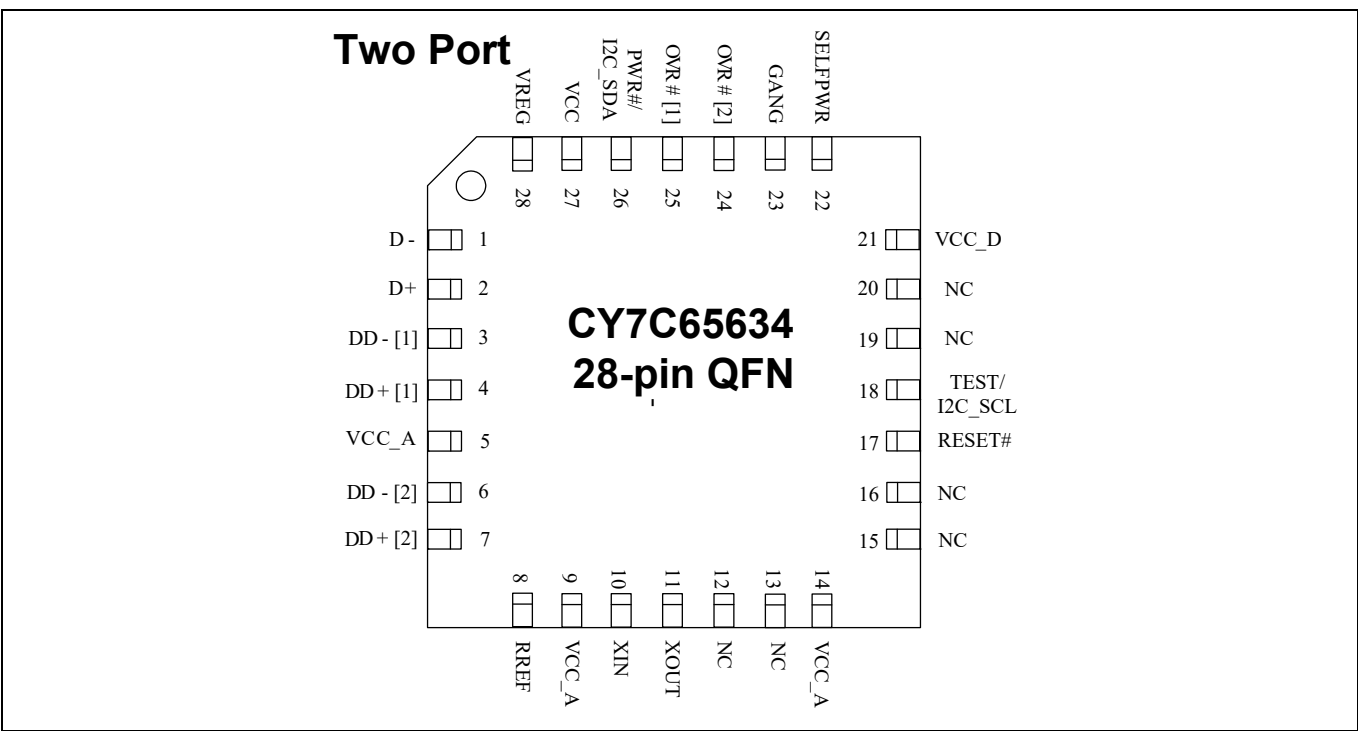 Two Port
VREG
VCC
PWR#/
I2C_SDA
OVR# [1]
OVR# [2]
GANG
SELFPWR
28
27
26
25
24
23
22
D- 1
D+ 2
DD-[1] 3
DD+[1] 4
VCC_A 5
DD-[2] 6
DD+[2] 7
CY7C65634
28-pin QFN
21 VCC_D
20 NC
19 NC
18 TEST/
I2C_SCL
17 RESET#
16 NC
15 NC
8
9
10
11
12
13
14
RREF
VCC_A
XIN
XOUT
NC
NC
VCC_A